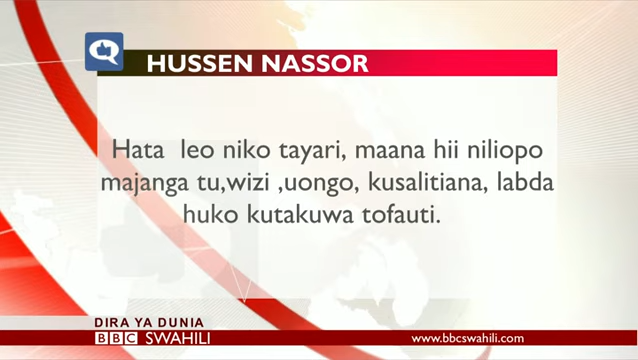 HUSSEN NASSOR
Hata leo niko tayari, maana hii niliopo
majanga tu,wizi ,uongo, kusalitiana, labda
huko kutakuwa tofauti.
DIRA YA DUNIA
BBC SWAHILI
www.bbcswahili.com